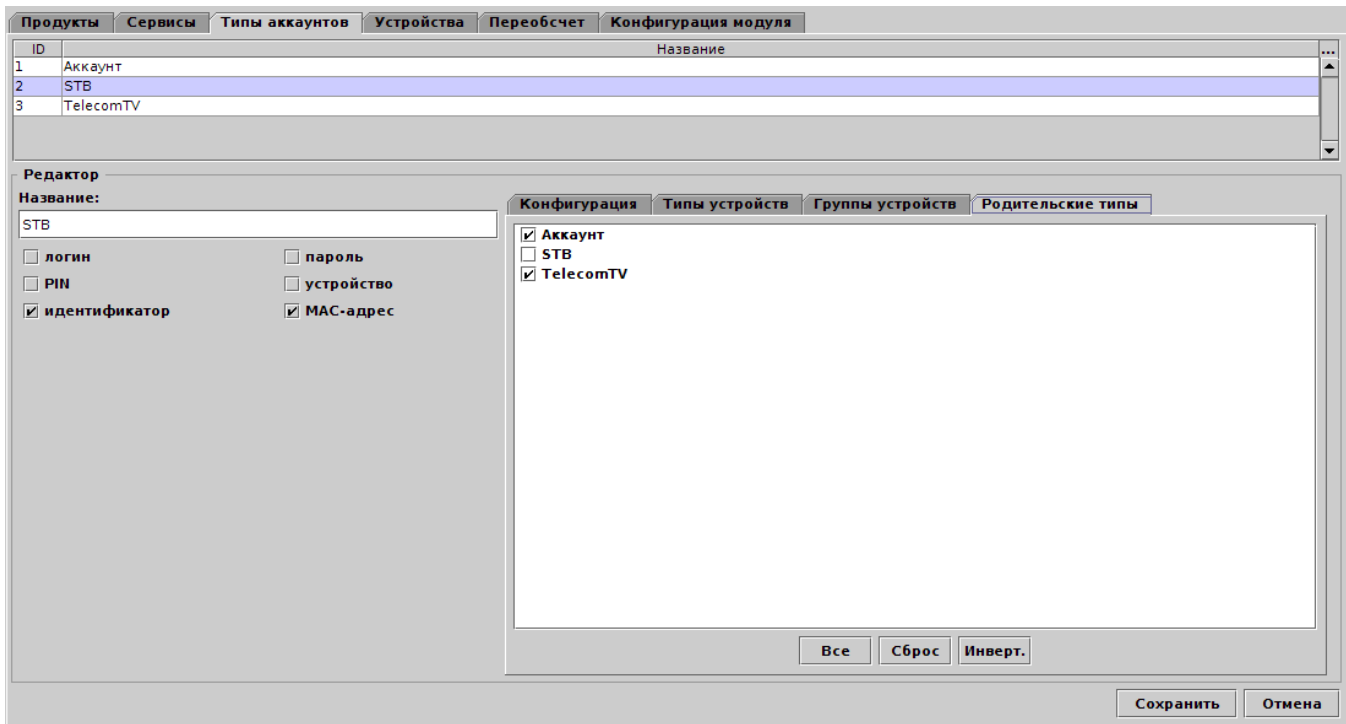 Продукты Сервисы Типы аккаунтов Устройства Переобсчет Конфигурация модуля
ID Название ...
1 Аккаунт
2 STB
3 TelecomTV
Редактор
Название:
STB
логин пароль
PIN устройство
идентификатор MAC-адрес
Конфигурация Типы устройств Группы устройств Родительские типы
Аккаунт
STB
TelecomTV
Все Сброс Инверт.
Сохранить Отмена